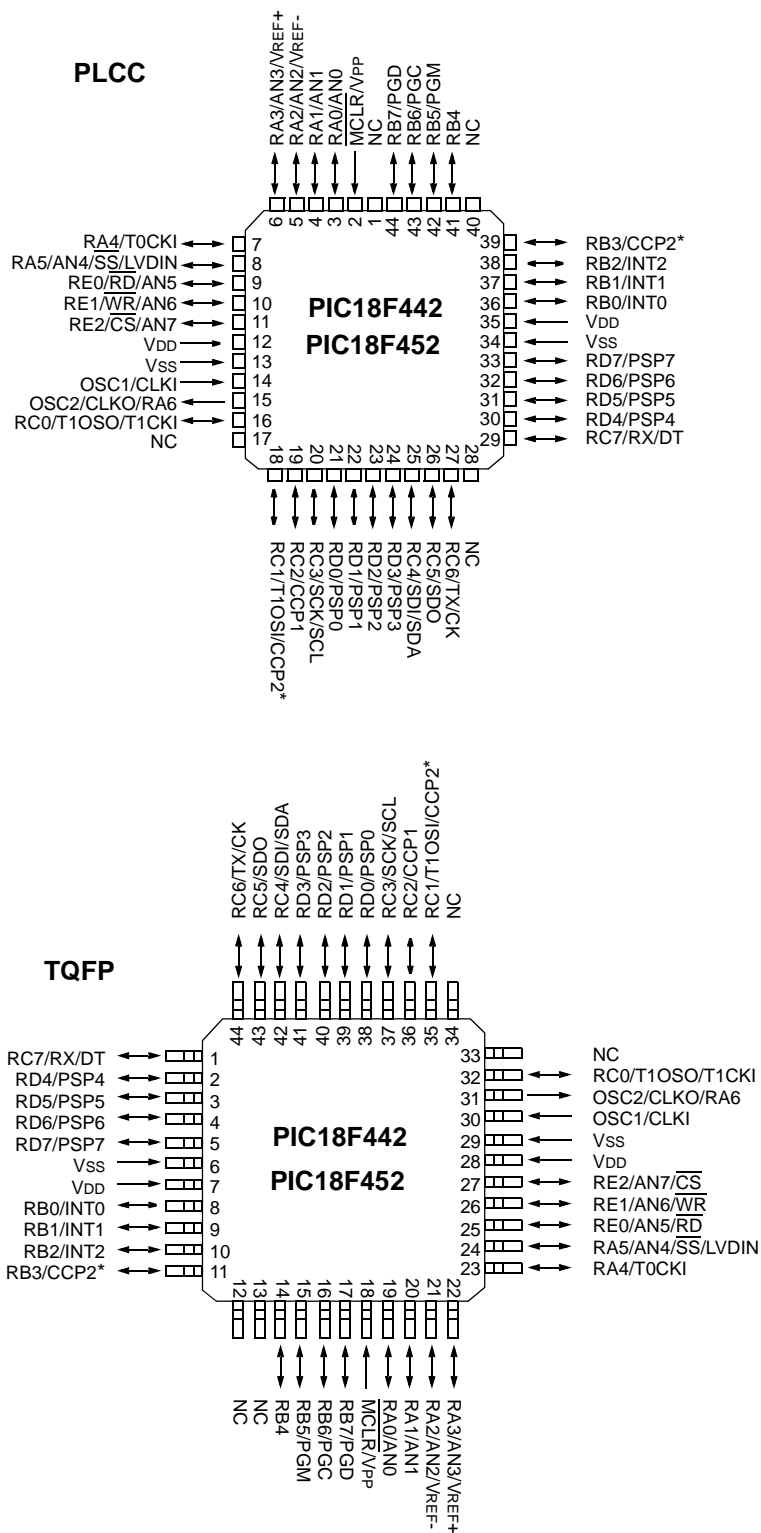 PLCC
RA3/AN3/VREF+
RA2/AN2/VREF-
RA1/AN1
RA0/AN0
MCLR/VPP
NC
RB7/PGD
RB6/PGC
RB5/PGM
RB4
NC
6 5 4 3 2 1 44 43 42 41 40
RA4/T0CKI 7
RA5/AN4/SS/LVDIN 8
RE0/RD/AN5 9
RE1/WR/AN6 10
RE2/CS/AN7 11
VDD 12
VSS 13
OSC1/CLKI 14
OSC2/CLKO/RA6 15
RC0/T1OSO/T1CKI 16
NC 17
PIC18F442
PIC18F452
39 RB3/CCP2*
38 RB2/INT2
37 RB1/INT1
36 RB0/INT0
35 VDD
34 VSS
33 RD7/PSP7
32 RD6/PSP6
31 RD5/PSP5
30 RD4/PSP4
29 RC7/RX/DT
18 19 20 21 22 23 24 25 26 27 28
RC1/T1OSI/CCP2*
RC2/CCP1
RC3/SCK/SCL
RD0/PSP0
RD1/PSP1
RD2/PSP2
RD3/PSP3
RC4/SDI/SDA
RC5/SDO
RC6/TX/CK
NC
TQFP
RC6/TX/CK
RC5/SDO
RC4/SDI/SDA
RD3/PSP3
RD2/PSP2
RD1/PSP1
RD0/PSP0
RC3/SCK/SCL
RC2/CCP1
RC1/T1OSI/CCP2*
NC
44 43 42 41 40 39 38 37 36 35 34
RC7/RX/DT 1
RD4/PSP4 2
RD5/PSP5 3
RD6/PSP6 4
RD7/PSP7 5
VSS 6
VDD 7
RB0/INT0 8
RB1/INT1 9
RB2/INT2 10
RB3/CCP2* 11
PIC18F442
PIC18F452
33 NC
32 RC0/T1OSO/T1CKI
31 OSC2/CLKO/RA6
30 OSC1/CLKI
29 VSS
28 VDD
27 RE2/AN7/CS
26 RE1/AN6/WR
25 RE0/AN5/RD
24 RA5/AN4/SS/LVDIN
23 RA4/T0CKI
12 13 14 15 16 17 18 19 20 21 22
NC
NC
RB4
RB5/PGM
RB6/PGC
RB7/PGD
MCLR/VPP
RA0/AN0
RA1/AN1
RA2/AN2/VREF-
RA3/AN3/VREF+